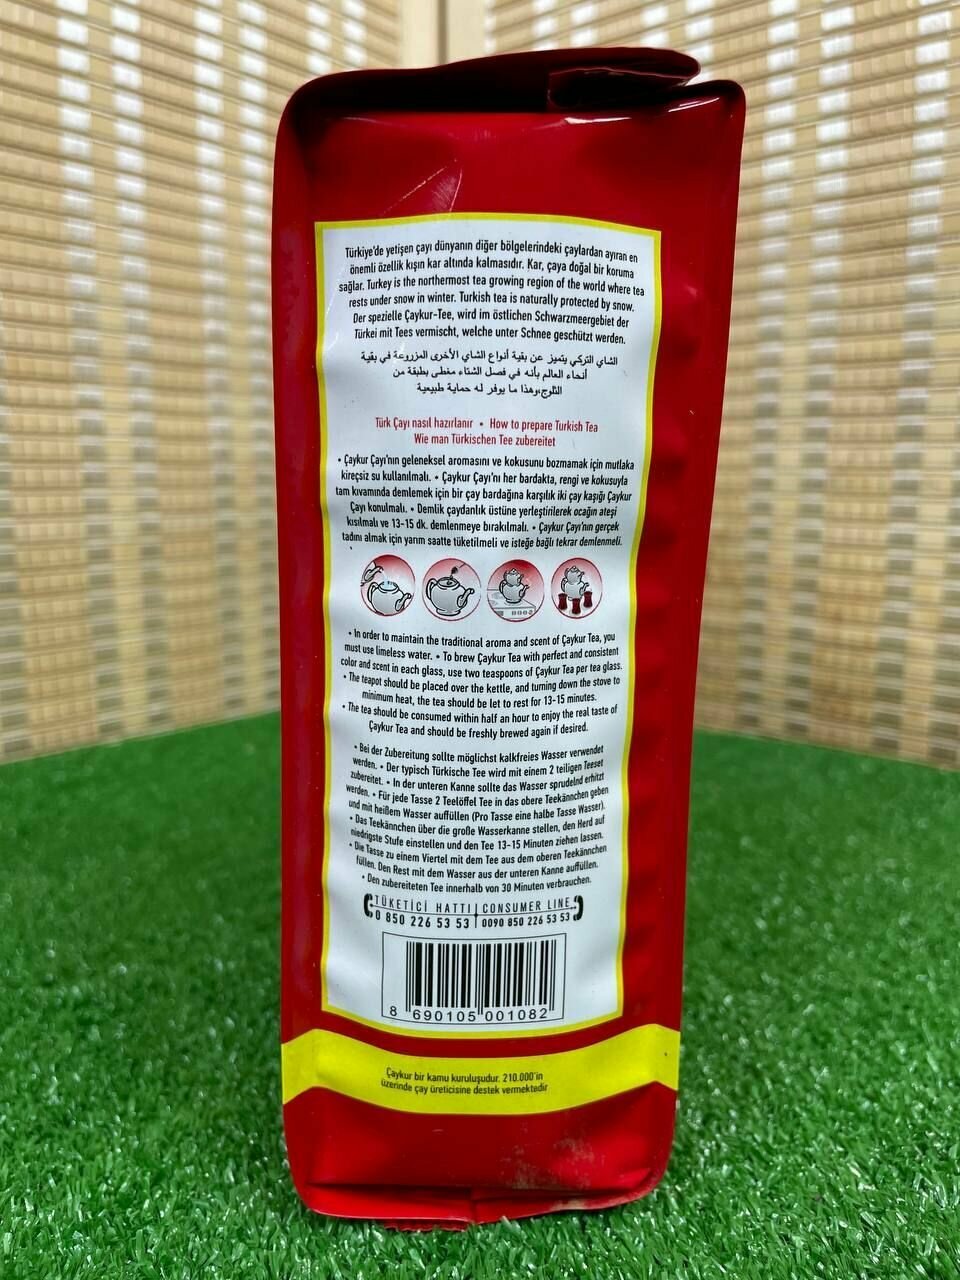 Türkiye'de yetişen çayı dünyanın diğer bölgelerindeki çaylardan ayıran en
önemli özellik kışın kar altında kalmasıdır. Kar, çaya doğal bir koruma
sağlar. Turkey is the northermost tea growing region of the world where tea
rests under snow in winter. Turkish tea is naturally protected by snow.
Der spezielle Çaykur-Tee, wird im östlichen Schwarzmeergebiet der
Türkei mit Tees vermischt, welche unter Schnee geschützt werden.
الشاي التركي يتميز عن بقية أنواع الشاي الأخرى المزروعة في بقية
أنحاء العالم بأنه في فصل الشتاء مغطى بطبقة من
الثلوج،وهذا ما يوفر له حماية طبيعية
Türk Çayı nasıl hazırlanır • How to prepare Turkish Tea
Wie man Türkischen Tee zubereitet
• Çaykur Çayı'nın geleneksel aromasını ve kokusunu bozmamak için mutlaka
kireçsiz su kullanılmalı. • Çaykur Çayı'nı her bardakta, rengi ve kokusuyla
tam kıvamında demlemek için bir çay bardağına karşılık iki çay kaşığı Çaykur
Çayı konulmalı. • Demlik çaydanlık üstüne yerleştirilerek ocağın ateşi
kısılmalı ve 13-15 dk. demlenmeye bırakılmalı. • Çaykur Çayı'nın gerçek
tadını almak için yarım saatte tüketilmeli ve isteğe bağlı tekrar demlenmeli.
• In order to maintain the traditional aroma and scent of Çaykur Tea, you
must use limeless water. • To brew Çaykur Tea with perfect and consistent
color and scent in each glass, use two teaspoons of Çaykur Tea per tea glass.
• The teapot should be placed over the kettle, and turning down the stove to
minimum heat, the tea should be let to rest for 13-15 minutes.
• The tea should be consumed within half an hour to enjoy the real taste of
Çaykur Tea and should be freshly brewed again if desired.
• Bei der Zubereitung sollte möglichst kalkfreies Wasser verwendet
werden. • Der typisch Türkische Tee wird mit einem 2 teiligen Teeset
zubereitet. • In der unteren Kanne sollte das Wasser sprudelnd erhitzt
werden. • Für jede Tasse 2 Teelöffel Tee in das obere Teekännchen geben
und mit heißem Wasser auffüllen (Pro Tasse eine halbe Tasse Wasser).
• Das Teekännchen über die große Wasserkanne stellen, den Herd auf
niedrigste Stufe einstellen und den Tee 13-15 Minuten ziehen lassen.
• Die Tasse zu einem Viertel mit dem Tee aus dem oberen Teekännchen
füllen. Den Rest mit dem Wasser aus der unteren Kanne auffüllen.
• Den zubereiteten Tee innerhalb von 30 Minuten verbrauchen.
TÜKETİCİ HATTI CONSUMER LINE
0 850 226 53 53 0090 850 226 53 53
8 690105 001082
Çaykur bir kamu kuruluşudur. 210.000'in
üzerinde çay üreticisine destek vermektedir